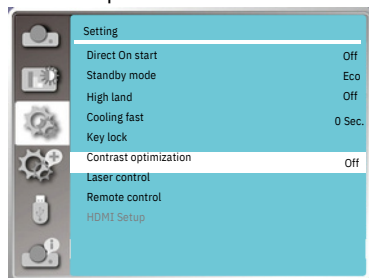 Setting
Direct On start Off
Standby mode Eco
High land Off
Cooling fast 0 Sec.
Key lock
Contrast optimization Off
Laser control
Remote control
HDMI Setup